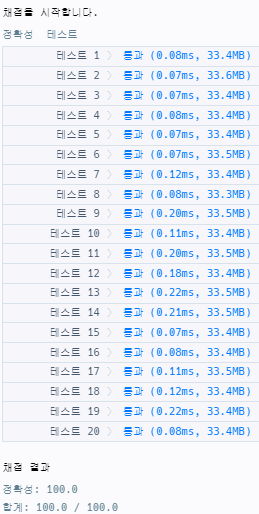 채점을 시작합니다.
정확성 테스트
테스트 1 〉 통과 (0.08ms, 33.4MB)
테스트 2 〉 통과 (0.07ms, 33.6MB)
테스트 3 〉 통과 (0.07ms, 33.4MB)
테스트 4 〉 통과 (0.08ms, 33.4MB)
테스트 5 〉 통과 (0.07ms, 33.4MB)
테스트 6 〉 통과 (0.07ms, 33.5MB)
테스트 7 〉 통과 (0.12ms, 33.4MB)
테스트 8 〉 통과 (0.08ms, 33.3MB)
테스트 9 〉 통과 (0.20ms, 33.5MB)
테스트 10 〉 통과 (0.11ms, 33.4MB)
테스트 11 〉 통과 (0.20ms, 33.5MB)
테스트 12 〉 통과 (0.18ms, 33.4MB)
테스트 13 〉 통과 (0.22ms, 33.5MB)
테스트 14 〉 통과 (0.21ms, 33.5MB)
테스트 15 〉 통과 (0.07ms, 33.4MB)
테스트 16 〉 통과 (0.08ms, 33.4MB)
테스트 17 〉 통과 (0.11ms, 33.5MB)
테스트 18 〉 통과 (0.12ms, 33.4MB)
테스트 19 〉 통과 (0.22ms, 33.4MB)
테스트 20 〉 통과 (0.08ms, 33.4MB)
채점 결과
정확성: 100.0
합계: 100.0 / 100.0